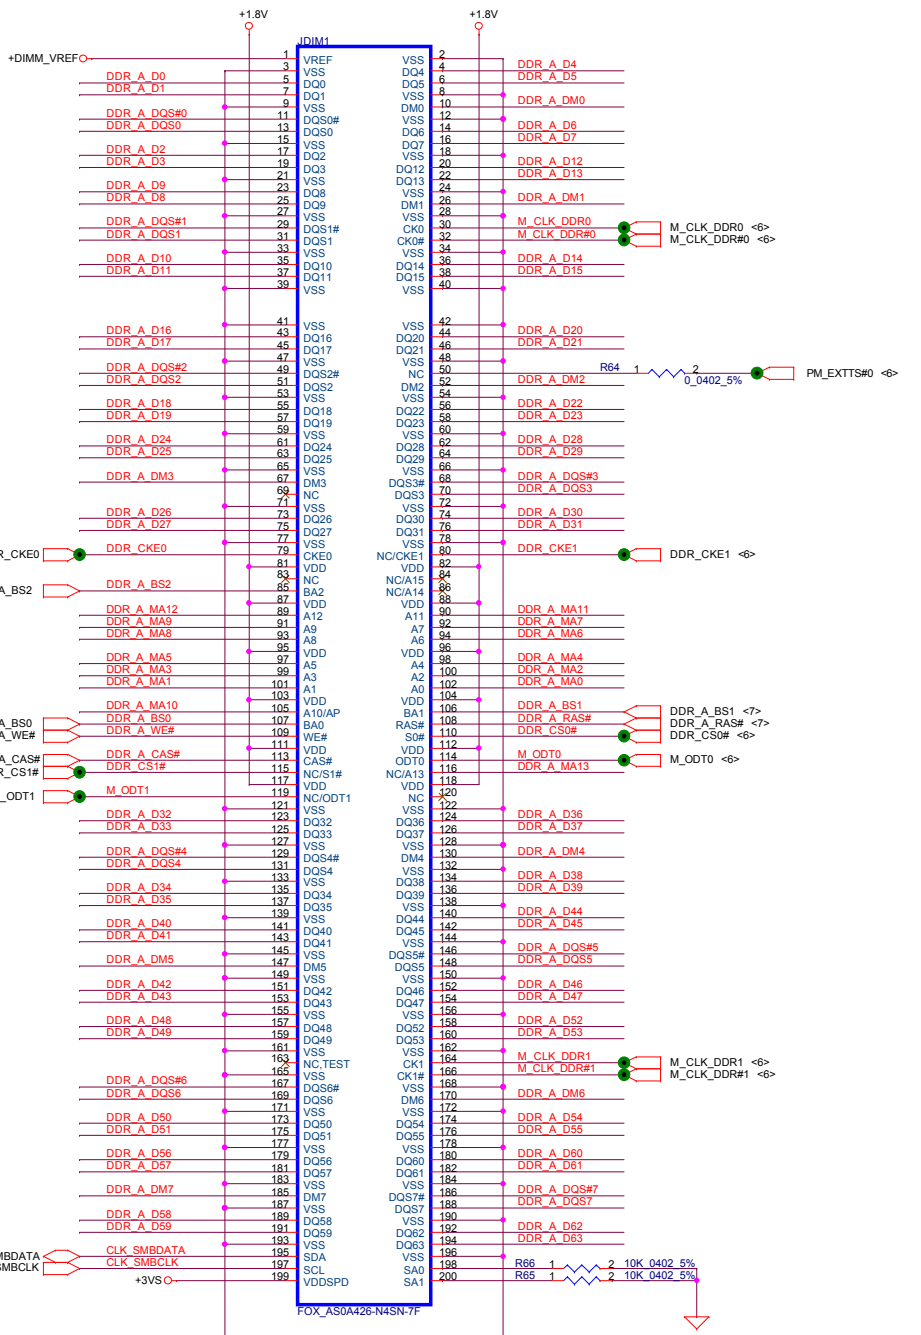 +1.8V +1.8V
JDIM1
+DIMM_VREF 1 VREF VSS 2
3 VSS DQ4 4 DDR_A_D4
DDR_A_D0 5 DQ0 DQ5 6 DDR_A_D5
DDR_A_D1 7 DQ1 VSS 8
9 VSS DM0 10 DDR_A_DM0
DDR_A_DQS#0 11 DQS0# VSS 12
DDR_A_DQS0 13 DQS0 DQ6 14 DDR_A_D6
15 VSS DQ7 16 DDR_A_D7
DDR_A_D2 17 DQ2 VSS 18
DDR_A_D3 19 DQ3 DQ12 20 DDR_A_D12
21 VSS DQ13 22 DDR_A_D13
DDR_A_D9 23 DQ8 VSS 24
DDR_A_D8 25 DQ9 DM1 26 DDR_A_DM1
27 VSS VSS 28
DDR_A_DQS#1 29 DQS1# CK0 30 M_CLK_DDR0 M_CLK_DDR0 <6>
DDR_A_DQS1 31 DQS1 CK0# 32 M_CLK_DDR#0 M_CLK_DDR#0 <6>
33 VSS VSS 34
DDR_A_D10 35 DQ10 DQ14 36 DDR_A_D14
DDR_A_D11 37 DQ11 DQ15 38 DDR_A_D15
39 VSS VSS 40
41 VSS VSS 42
DDR_A_D16 43 DQ16 DQ20 44 DDR_A_D20
DDR_A_D17 45 DQ17 DQ21 46 DDR_A_D21
47 VSS VSS 48
DDR_A_DQS#2 49 DQS2# NC 50 R64 1 2 0_0402_5% PM_EXTTS#0 <6>
DDR_A_DQS2 51 DQS2 DM2 52 DDR_A_DM2
53 VSS VSS 54
DDR_A_D18 55 DQ18 DQ22 56 DDR_A_D22
DDR_A_D19 57 DQ19 DQ23 58 DDR_A_D23
59 VSS VSS 60
DDR_A_D24 61 DQ24 DQ28 62 DDR_A_D28
DDR_A_D25 63 DQ25 DQ29 64 DDR_A_D29
65 VSS VSS 66
DDR_A_DM3 67 DM3 DQS3# 68 DDR_A_DQS#3
69 NC DQS3 70 DDR_A_DQS3
71 VSS VSS 72
DDR_A_D26 73 DQ26 DQ30 74 DDR_A_D30
DDR_A_D27 75 DQ27 DQ31 76 DDR_A_D31
77 VSS VSS 78
R_CKE0 DDR_CKE0 79 CKE0 NC/CKE1 80 DDR_CKE1 DDR_CKE1 <6>
81 VDD VDD 82
83 NC NC/A15 84
A_BS2 DDR_A_BS2 85 BA2 NC/A14 86
87 VDD VDD 88
DDR_A_MA12 89 A12 A11 90 DDR_A_MA11
DDR_A_MA9 91 A9 A7 92 DDR_A_MA7
DDR_A_MA8 93 A8 A6 94 DDR_A_MA6
95 VDD VDD 96
DDR_A_MA5 97 A5 A4 98 DDR_A_MA4
DDR_A_MA3 99 A3 A2 100 DDR_A_MA2
DDR_A_MA1 101 A1 A0 102 DDR_A_MA0
103 VDD VDD 104
DDR_A_MA10 105 A10/AP BA1 106 DDR_A_BS1 DDR_A_BS1 <7>
A_BS0 DDR_A_BS0 107 BA0 RAS# 108 DDR_A_RAS# DDR_A_RAS# <7>
A_WE# DDR_A_WE# 109 WE# S0# 110 DDR_CS0# DDR_CS0# <6>
111 VDD VDD 112
A_CAS# DDR_A_CAS# 113 CAS# ODT0 114 M_ODT0 M_ODT0 <6>
R_CS1# DDR_CS1# 115 NC/S1# NC/A13 116 DDR_A_MA13
117 VDD VDD 118
_ODT1 M_ODT1 119 NC/ODT1 NC 120
121 VSS VSS 122
DDR_A_D32 123 DQ32 DQ36 124 DDR_A_D36
DDR_A_D33 125 DQ33 DQ37 126 DDR_A_D37
127 VSS VSS 128
DDR_A_DQS#4 129 DQS4# DM4 130 DDR_A_DM4
DDR_A_DQS4 131 DQS4 VSS 132
133 VSS DQ38 134 DDR_A_D38
DDR_A_D34 135 DQ34 DQ39 136 DDR_A_D39
DDR_A_D35 137 DQ35 VSS 138
139 VSS DQ44 140 DDR_A_D44
DDR_A_D40 141 DQ40 DQ45 142 DDR_A_D45
DDR_A_D41 143 DQ41 VSS 144
145 VSS DQS5# 146 DDR_A_DQS#5
DDR_A_DM5 147 DM5 DQS5 148 DDR_A_DQS5
149 VSS VSS 150
DDR_A_D42 151 DQ42 DQ46 152 DDR_A_D46
DDR_A_D43 153 DQ43 DQ47 154 DDR_A_D47
155 VSS VSS 156
DDR_A_D48 157 DQ48 DQ52 158 DDR_A_D52
DDR_A_D49 159 DQ49 DQ53 160 DDR_A_D53
161 VSS VSS 162
163 NC,TEST CK1 164 M_CLK_DDR1 M_CLK_DDR1 <6>
165 VSS CK1# 166 M_CLK_DDR#1 M_CLK_DDR#1 <6>
DDR_A_DQS#6 167 DQS6# VSS 168
DDR_A_DQS6 169 DQS6 DM6 170 DDR_A_DM6
171 VSS VSS 172
DDR_A_D50 173 DQ50 DQ54 174 DDR_A_D54
DDR_A_D51 175 DQ51 DQ55 176 DDR_A_D55
177 VSS VSS 178
DDR_A_D56 179 DQ56 DQ60 180 DDR_A_D60
DDR_A_D57 181 DQ57 DQ61 182 DDR_A_D61
183 VSS VSS 184
DDR_A_DM7 185 DM7 DQS7# 186 DDR_A_DQS#7
187 VSS DQS7 188 DDR_A_DQS7
DDR_A_D58 189 DQ58 VSS 190
DDR_A_D59 191 DQ59 DQ62 192 DDR_A_D62
193 VSS DQ63 194 DDR_A_D63
MBDATA CLK_SMBDATA 195 SDA VSS 196
SMBCLK CLK_SMBCLK 197 SCL SA0 198 R66 1 2 10K_0402_5%
+3VS 199 VDDSPD SA1 200 R65 1 2 10K_0402_5%
FOX_AS0A426-N4SN-7F